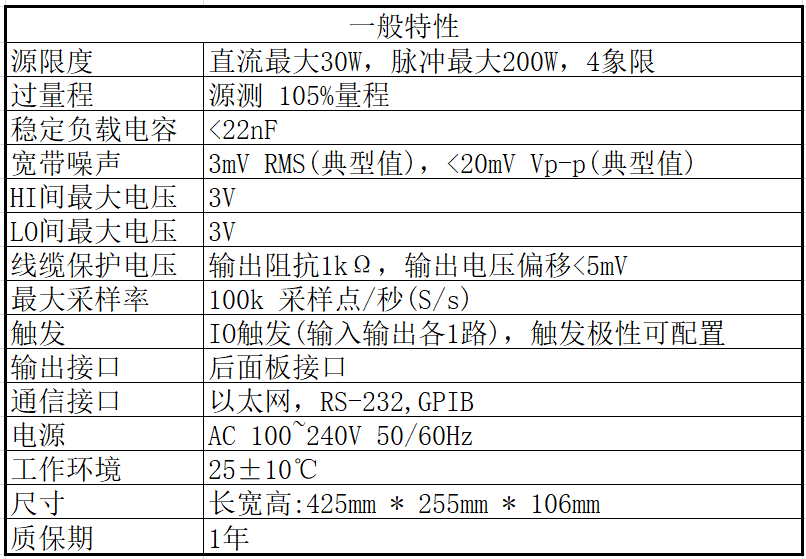 一般特性
源限度 直流最大30W，脉冲最大200W，4象限
过量程 源测 105%量程
稳定负载电容 <22nF
宽带噪声 3mV RMS(典型值)，<20mV Vp-p(典型值)
HI间最大电压 3V
LO间最大电压 3V
线缆保护电压 输出阻抗1kΩ，输出电压偏移<5mV
最大采样率 100k 采样点/秒(S/s)
触发 IO触发(输入输出各1路)，触发极性可配置
输出接口 后面板接口
通信接口 以太网，RS-232,GPIB
电源 AC 100~240V 50/60Hz
工作环境 25±10℃
尺寸 长宽高:425mm * 255mm * 106mm
质保期 1年